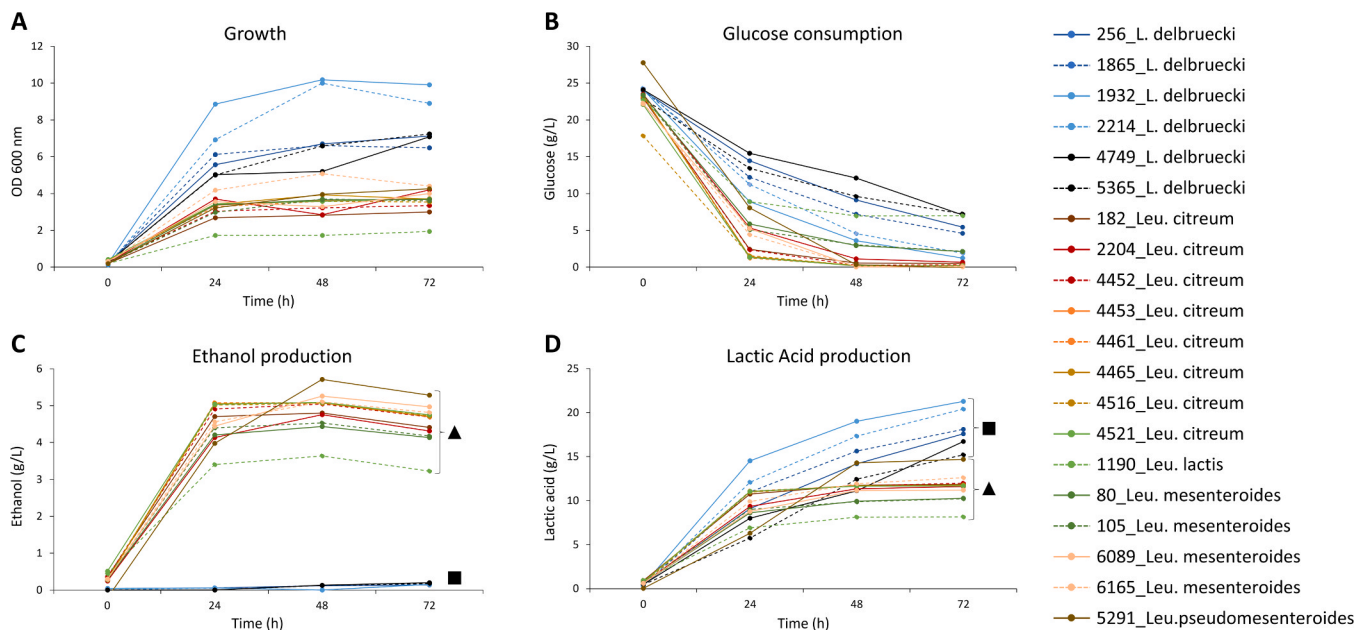 A
Growth
12
10
8
6
4
2
0
OD 600 nm
0 24 48 72
Time (h)
B
Glucose consumption
30
25
20
15
10
5
0
Glucose (g/L)
0 24 48 72
Time (h)
C
Ethanol production
6
5
4
3
2
1
0
Ethanol (g/L)
0 24 48 72
Time (h)
D
Lactic Acid production
25
20
15
10
5
0
Lactic acid (g/L)
0 24 48 72
Time (h)
256_L. delbruecki
1865_L. delbruecki
1932_L. delbruecki
2214_L. delbruecki
4749_L. delbruecki
5365_L. delbruecki
182_Leu. citreum
2204_Leu. citreum
4452_Leu. citreum
4453_Leu. citreum
4461_Leu. citreum
4465_Leu. citreum
4516_Leu. citreum
4521_Leu. citreum
1190_Leu. lactis
80_Leu. mesenteroides
105_Leu. mesenteroides
6089_Leu. mesenteroides
6165_Leu. mesenteroides
5291_Leu.pseudomesenteroides